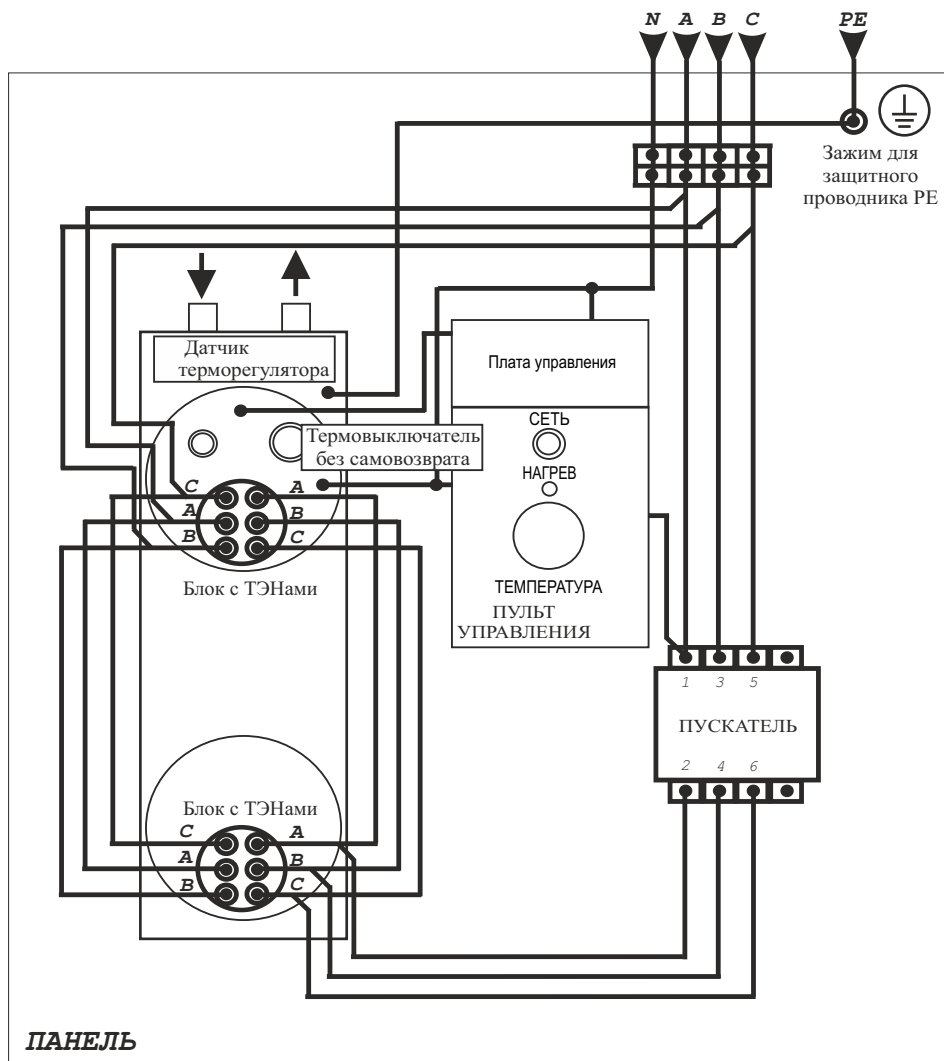 N A B C PE
Зажим для
защитного
проводника PE
Датчик
терморегулятора
Плата управления
СЕТЬ
Термовыключатель
без самовозврата
НАГРЕВ
C A
A B
B C
Блок с ТЭНами
ТЕМПЕРАТУРА
ПУЛЬТ
УПРАВЛЕНИЯ
1 3 5
ПУСКАТЕЛЬ
2 4 6
Блок с ТЭНами
C A
A B
B C
ПАНЕЛЬ